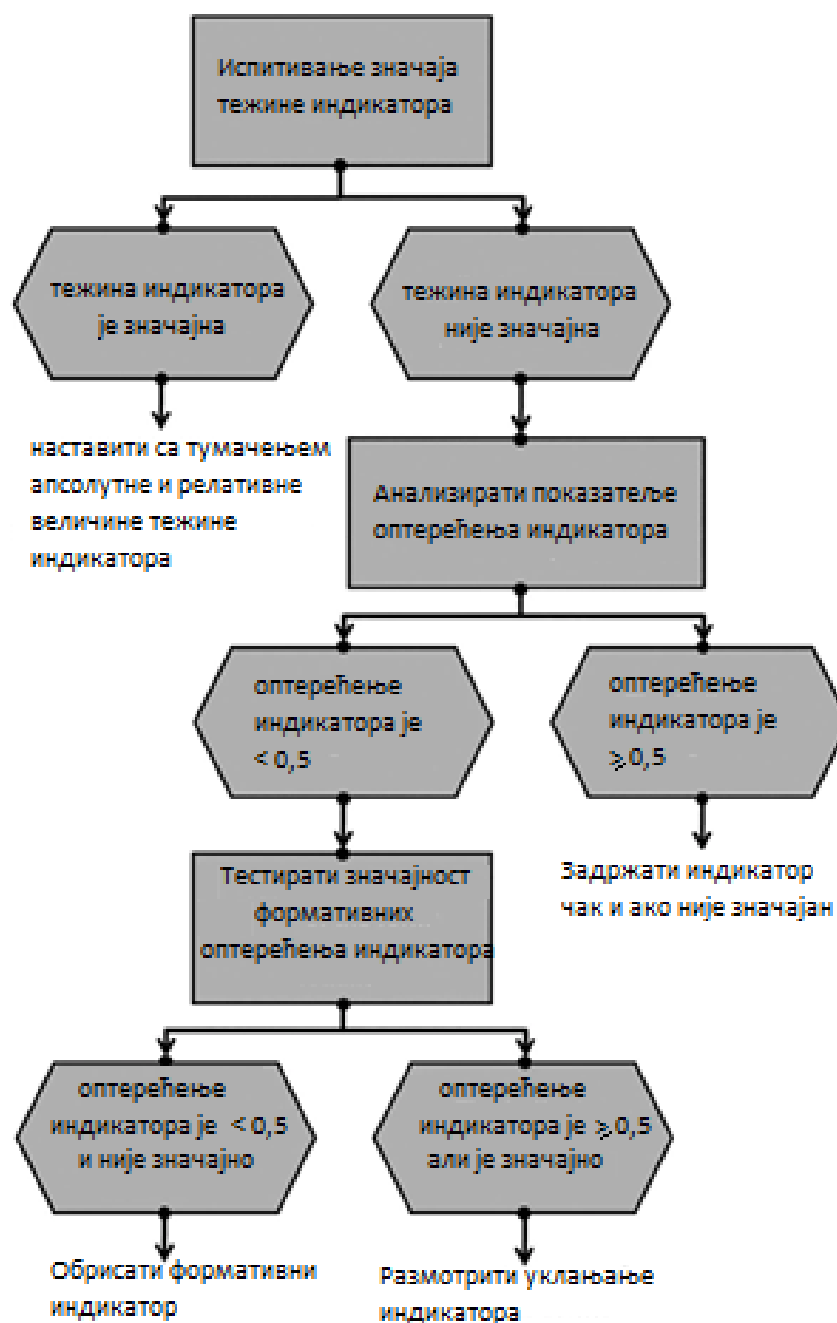 Испитивање значаја
тежине индикатора
тежина индикатора
је значајна
тежина индикатора
није значајна
наставити са тумачењем
апсолутне и релативне
величине тежине
индикатора
Анализирати показатеље
оптерећења индикатора
оптерећење
индикатора је
< 0,5
оптерећење
индикатора је
⩾0,5
Задржати индикатор
чак и ако није значајан
Тестирати значајност
формативних
оптерећења индикатора
оптерећење
индикатора је < 0,5
и није значајно
оптерећење
индикатора је ⩾0,5
али је значајно
Обрисати формативни
индикатор
Размотрити уклањање
индикатора